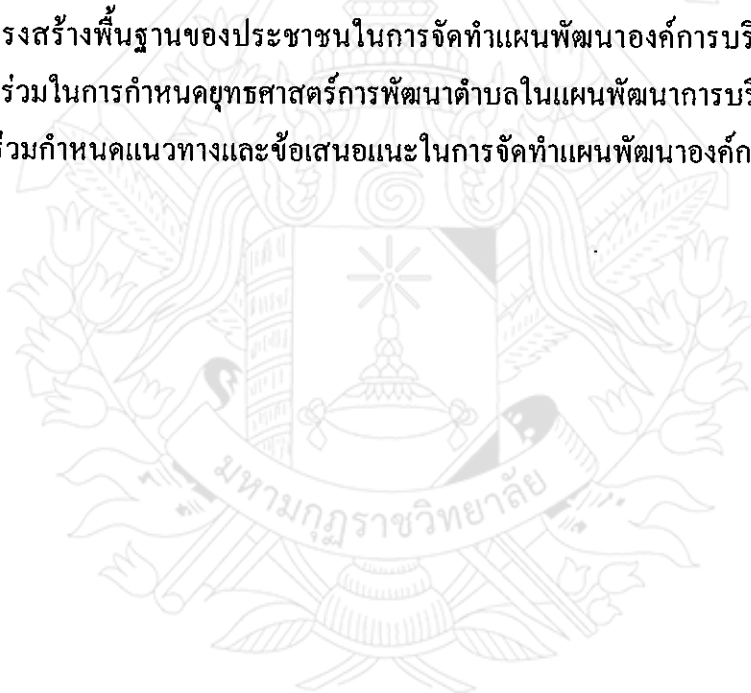 รงสร้างพื้นฐานของประชาชนในการจัดทำแผนพัฒนาองค์การบริ
ร่วมในการกำหนดยุทธศาสตร์การพัฒนาตำบลในแผนพัฒนาการบริ
ร่วมกำหนดแนวทางและข้อเสนอแนะในการจัดทำแผนพัฒนาองค์ก
มหามกุฏราชวิทยาลัย